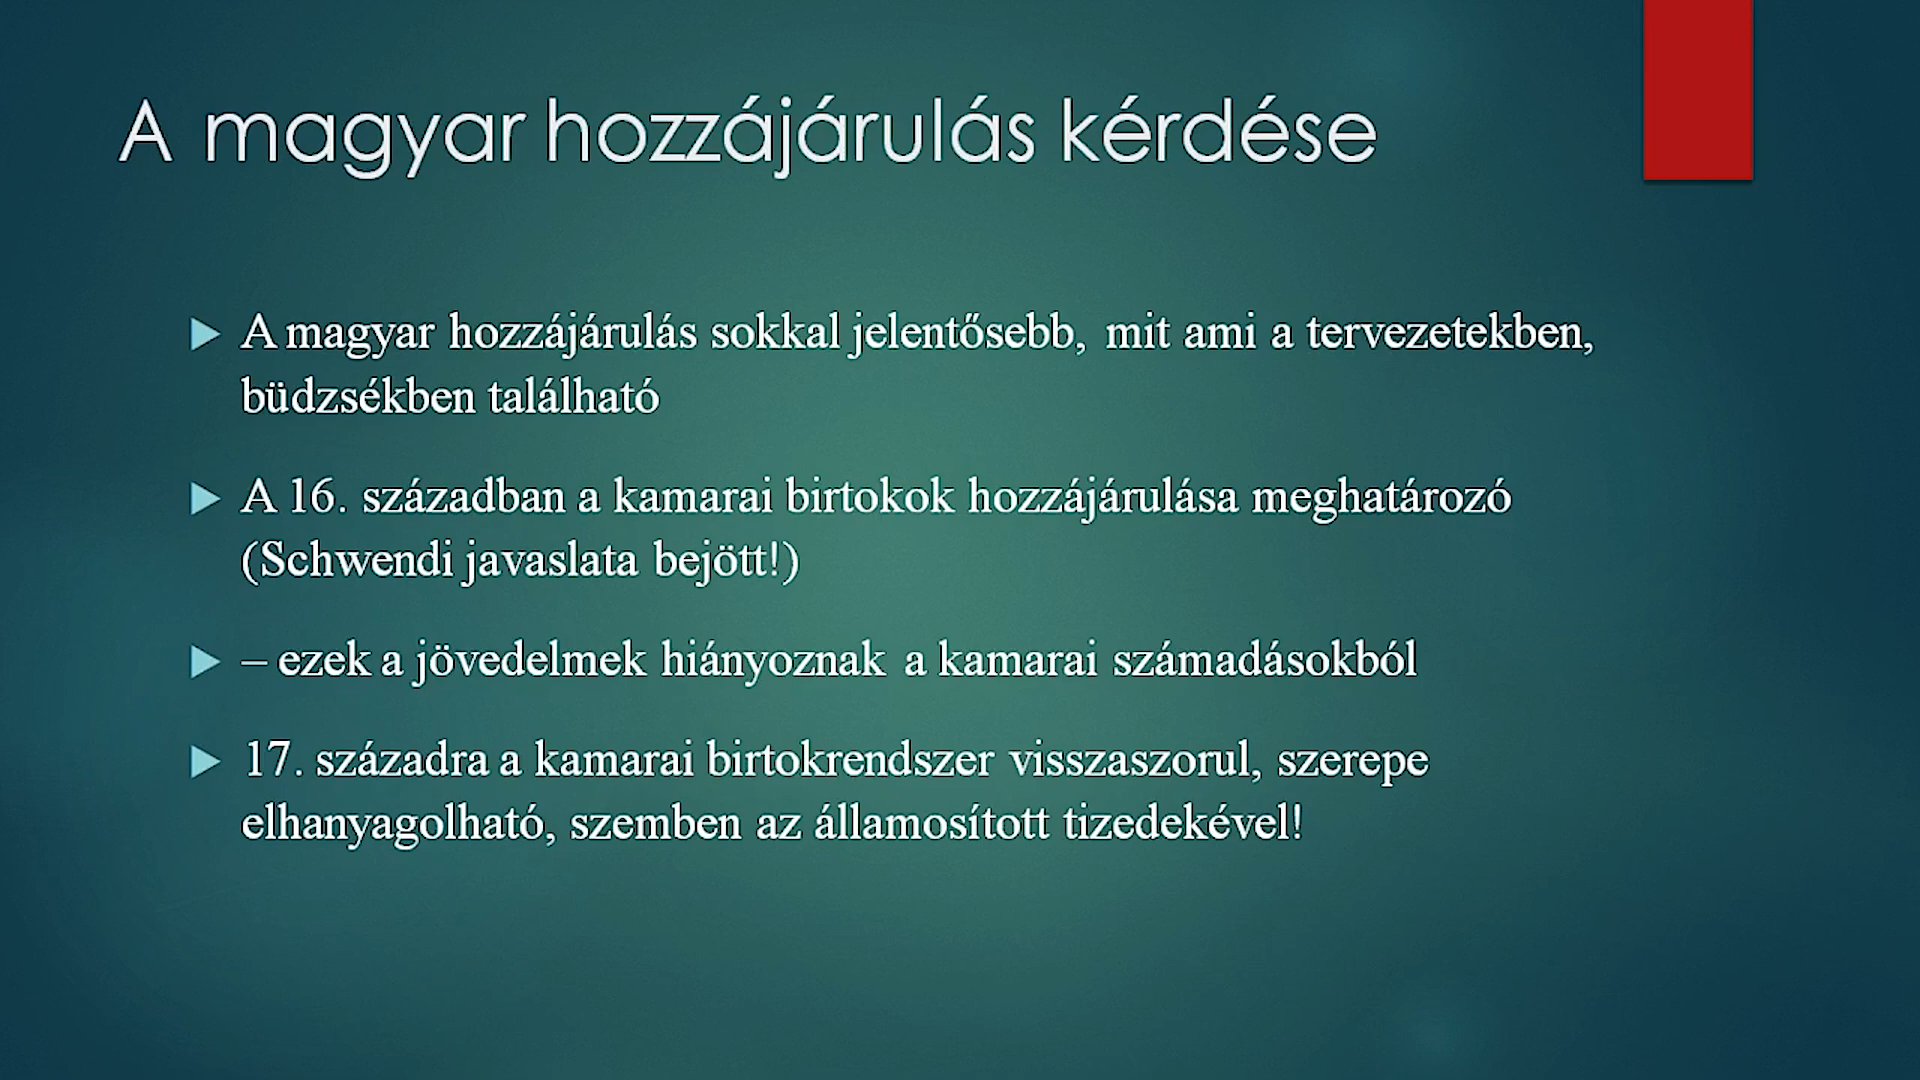 A magyar hozzájárulás kérdése
A magyar hozzájárulás sokkal jelentősebb, mit ami a tervezetekben,
büdzsékben található
A 16. században a kamarai birtokok hozzájárulása meghatározó
(Schwendi javaslata bejött!)
– ezek a jövedelmek hiányoznak a kamarai számadásokból
17. századra a kamarai birtokrendszer visszaszorul, szerepe
elhanyagolható, szemben az államosított tizedekével!